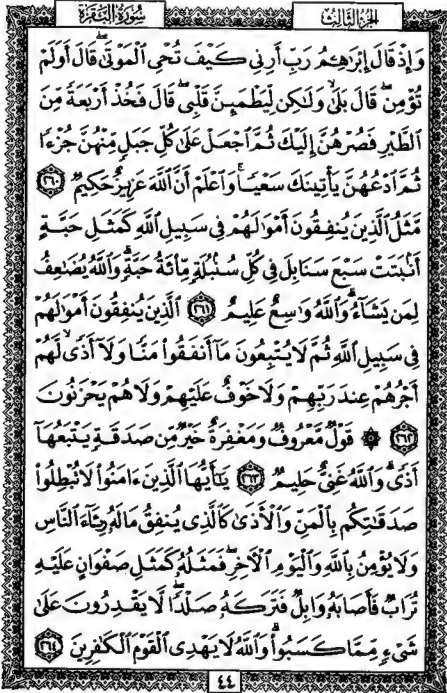 الجزء الثالث
سورة البقرة
وَإِذْ قَالَ إِبْرَٰهِـۧمُ رَبِّ أَرِنِى كَيْفَ تُحْىِ ٱلْمَوْتَىٰ ۖ قَالَ أَوَلَمْ
تُؤْمِن ۖ قَالَ بَلَىٰ وَلَـٰكِن لِّيَطْمَئِنَّ قَلْبِى ۖ قَالَ فَخُذْ أَرْبَعَةً مِّنَ
ٱلطَّيْرِ فَصُرْهُنَّ إِلَيْكَ ثُمَّ ٱجْعَلْ عَلَىٰ كُلِّ جَبَلٍ مِّنْهُنَّ جُزْءًا
ثُمَّ ٱدْعُهُنَّ يَأْتِينَكَ سَعْيًا ۚ وَٱعْلَمْ أَنَّ ٱللَّهَ عَزِيزٌ حَكِيمٌ ٢٦٠
مَّثَلُ ٱلَّذِينَ يُنفِقُونَ أَمْوَٰلَهُمْ فِى سَبِيلِ ٱللَّهِ كَمَثَلِ حَبَّةٍ
أَنۢبَتَتْ سَبْعَ سَنَابِلَ فِى كُلِّ سُنۢبُلَةٍ مِّا۟ئَةُ حَبَّةٍ ۗ وَٱللَّهُ يُضَـٰعِفُ
لِمَن يَشَآءُ ۗ وَٱللَّهُ وَٰسِعٌ عَلِيمٌ ٢٦١ ٱلَّذِينَ يُنفِقُونَ أَمْوَٰلَهُمْ
فِى سَبِيلِ ٱللَّهِ ثُمَّ لَا يُتْبِعُونَ مَآ أَنفَقُوا۟ مَنًّا وَلَآ أَذًى ۙ لَّهُمْ
أَجْرُهُمْ عِندَ رَبِّهِمْ وَلَا خَوْفٌ عَلَيْهِمْ وَلَا هُمْ يَحْزَنُونَ
٢٦٢ ۞ قَوْلٌ مَّعْرُوفٌ وَمَغْفِرَةٌ خَيْرٌ مِّن صَدَقَةٍ يَتْبَعُهَآ
أَذًى ۗ وَٱللَّهُ غَنِىٌّ حَلِيمٌ ٢٦٣ يَـٰٓأَيُّهَا ٱلَّذِينَ ءَامَنُوا۟ لَا تُبْطِلُوا۟
صَدَقَـٰتِكُم بِٱلْمَنِّ وَٱلْأَذَىٰ كَٱلَّذِى يُنفِقُ مَالَهُۥ رِئَآءَ ٱلنَّاسِ
وَلَا يُؤْمِنُ بِٱللَّهِ وَٱلْيَوْمِ ٱلْـَٔاخِرِ ۖ فَمَثَلُهُۥ كَمَثَلِ صَفْوَانٍ عَلَيْهِ
تُرَابٌ فَأَصَابَهُۥ وَابِلٌ فَتَرَكَهُۥ صَلْدًا ۖ لَّا يَقْدِرُونَ عَلَىٰ
شَىْءٍ مِّمَّا كَسَبُوا۟ ۗ وَٱللَّهُ لَا يَهْدِى ٱلْقَوْمَ ٱلْكَـٰفِرِينَ ٢٦٤
٤٤